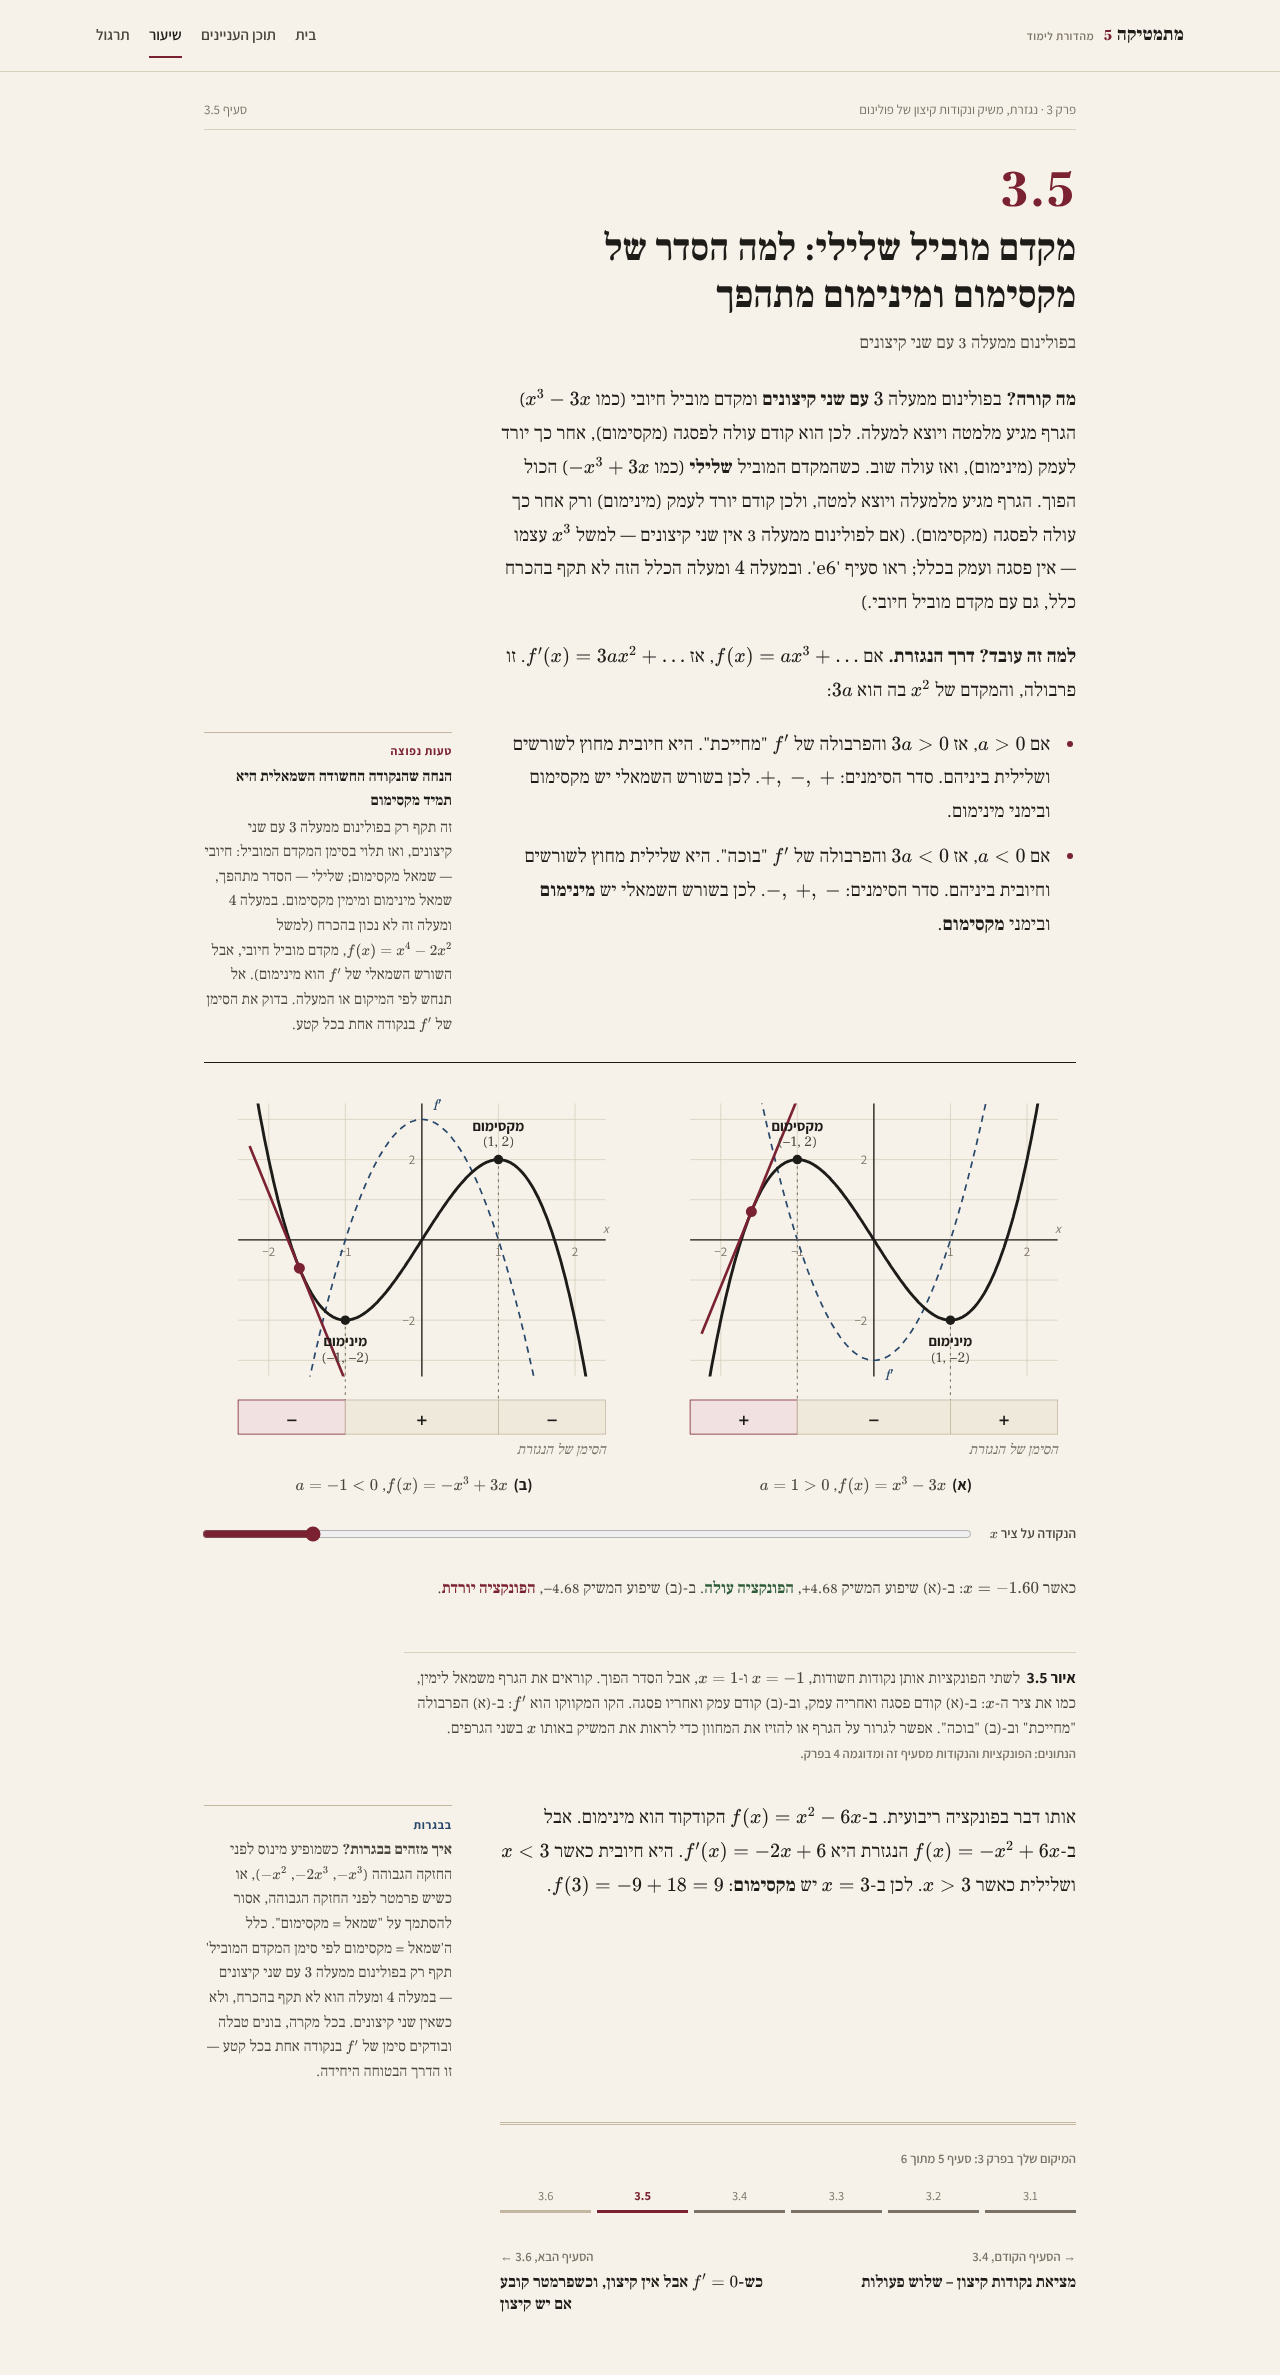 מתמטיקה 5 מהדורת לימוד
בית תוכן העניינים שיעור תרגול
פרק 3 · נגזרת, משיק ונקודות קיצון של פולינום
סעיף 3.5
3.5
מקדם מוביל שלילי: למה הסדר של
מקסימום ומינימום מתהפך
בפולינום ממעלה 3 עם שני קיצונים
מה קורה? בפולינום ממעלה 3 עם שני קיצונים ומקדם מוביל חיובי (כמו x³ − 3x)
הגרף מגיע מלמטה ויוצא למעלה. לכן הוא קודם עולה לפסגה (מקסימום), אחר כך יורד
לעמק (מינימום), ואז עולה שוב. כשהמקדם המוביל שלילי (כמו −x³ + 3x) הכול
הפוך. הגרף מגיע מלמעלה ויוצא למטה, ולכן קודם יורד לעמק (מינימום) ורק אחר כך
עולה לפסגה (מקסימום). (אם לפולינום ממעלה 3 אין שני קיצונים — למשל x³ עצמו
— אין פסגה ועמק בכלל; ראו סעיף 'e6'. ובמעלה 4 ומעלה הכלל הזה לא תקף בהכרח
כלל, גם עם מקדם מוביל חיובי.)
למה זה עובד? דרך הנגזרת. אם f(x) = ax³ + …, אז f′(x) = 3ax² + …. זו
פרבולה, והמקדם של x² בה הוא 3a:
אם a > 0, אז 3a > 0 והפרבולה של f′ "מחייכת". היא חיובית מחוץ לשורשים
ושלילית ביניהם. סדר הסימנים: +, −, +. לכן בשורש השמאלי יש מקסימום
ובימני מינימום.
אם a < 0, אז 3a < 0 והפרבולה של f′ "בוכה". היא שלילית מחוץ לשורשים
וחיובית ביניהם. סדר הסימנים: −, +, −. לכן בשורש השמאלי יש מינימום
ובימני מקסימום.
טעות נפוצה
הנחה שהנקודה החשודה השמאלית היא
תמיד מקסימום
זה תקף רק בפולינום ממעלה 3 עם שני
קיצונים, ואז תלוי בסימן המקדם המוביל: חיובי
— שמאל מקסימום; שלילי — הסדר מתהפך,
שמאל מינימום וימין מקסימום. במעלה 4
ומעלה זה לא נכון בהכרח (למשל
f(x) = x⁴ − 2x², מקדם מוביל חיובי, אבל
השורש השמאלי של f′ הוא מינימום). אל
תנחש לפי המיקום או המעלה. בדוק את הסימן
של f′ בנקודה אחת בכל קטע.
מקסימום
(−1, 2)
2
x
−2 −1 1 2
−2
מינימום
(1, −2)
f′
+ − +
הסימן של הנגזרת
(א) f(x) = x³ − 3x, a = 1 > 0
f′
מקסימום
(1, 2)
2
x
−2 −1 1 2
−2
מינימום
(−1, −2)
− + −
הסימן של הנגזרת
(ב) f(x) = −x³ + 3x, a = −1 < 0
הנקודה על ציר x
כאשר x = −1.60: ב-(א) שיפוע המשיק +4.68, הפונקציה עולה. ב-(ב) שיפוע המשיק −4.68, הפונקציה יורדת.
איור 3.5 לשתי הפונקציות אותן נקודות חשודות, x = −1 ו-x = 1, אבל הסדר הפוך. קוראים את הגרף משמאל לימין,
כמו את ציר ה-x: ב-(א) קודם פסגה ואחריה עמק, וב-(ב) קודם עמק ואחריו פסגה. הקו המקווקו הוא f′: ב-(א) הפרבולה
"מחייכת" וב-(ב) "בוכה". אפשר לגרור על הגרף או להזיז את המחוון כדי לראות את המשיק באותו x בשני הגרפים.
הנתונים: הפונקציות והנקודות מסעיף זה ומדוגמה 4 בפרק.
אותו דבר בפונקציה ריבועית. ב-f(x) = x² − 6x הקודקוד הוא מינימום. אבל
ב-f(x) = −x² + 6x הנגזרת היא f′(x) = −2x + 6. היא חיובית כאשר x < 3
ושלילית כאשר x > 3. לכן ב-x = 3 יש מקסימום: f(3) = −9 + 18 = 9.
בבגרות
איך מזהים בבגרות? כשמופיע מינוס לפני
החזקה הגבוהה (−x³, −2x³, −x²), או
כשיש פרמטר לפני החזקה הגבוהה, אסור
להסתמך על "שמאל = מקסימום". כלל
ה'שמאל = מקסימום לפי סימן המקדם המוביל'
תקף רק בפולינום ממעלה 3 עם שני קיצונים
— במעלה 4 ומעלה הוא לא תקף בהכרח, ולא
כשאין שני קיצונים. בכל מקרה, בונים טבלה
ובודקים סימן של f′ בנקודה אחת בכל קטע —
זו הדרך הבטוחה היחידה.
המיקום שלך בפרק 3: סעיף 5 מתוך 6
3.1 3.2 3.3 3.4 3.5 3.6
→ הסעיף הקודם, 3.4
מציאת נקודות קיצון – שלוש פעולות
הסעיף הבא, 3.6 ←
כש-f′ = 0 אבל אין קיצון, וכשפרמטר קובע
אם יש קיצון